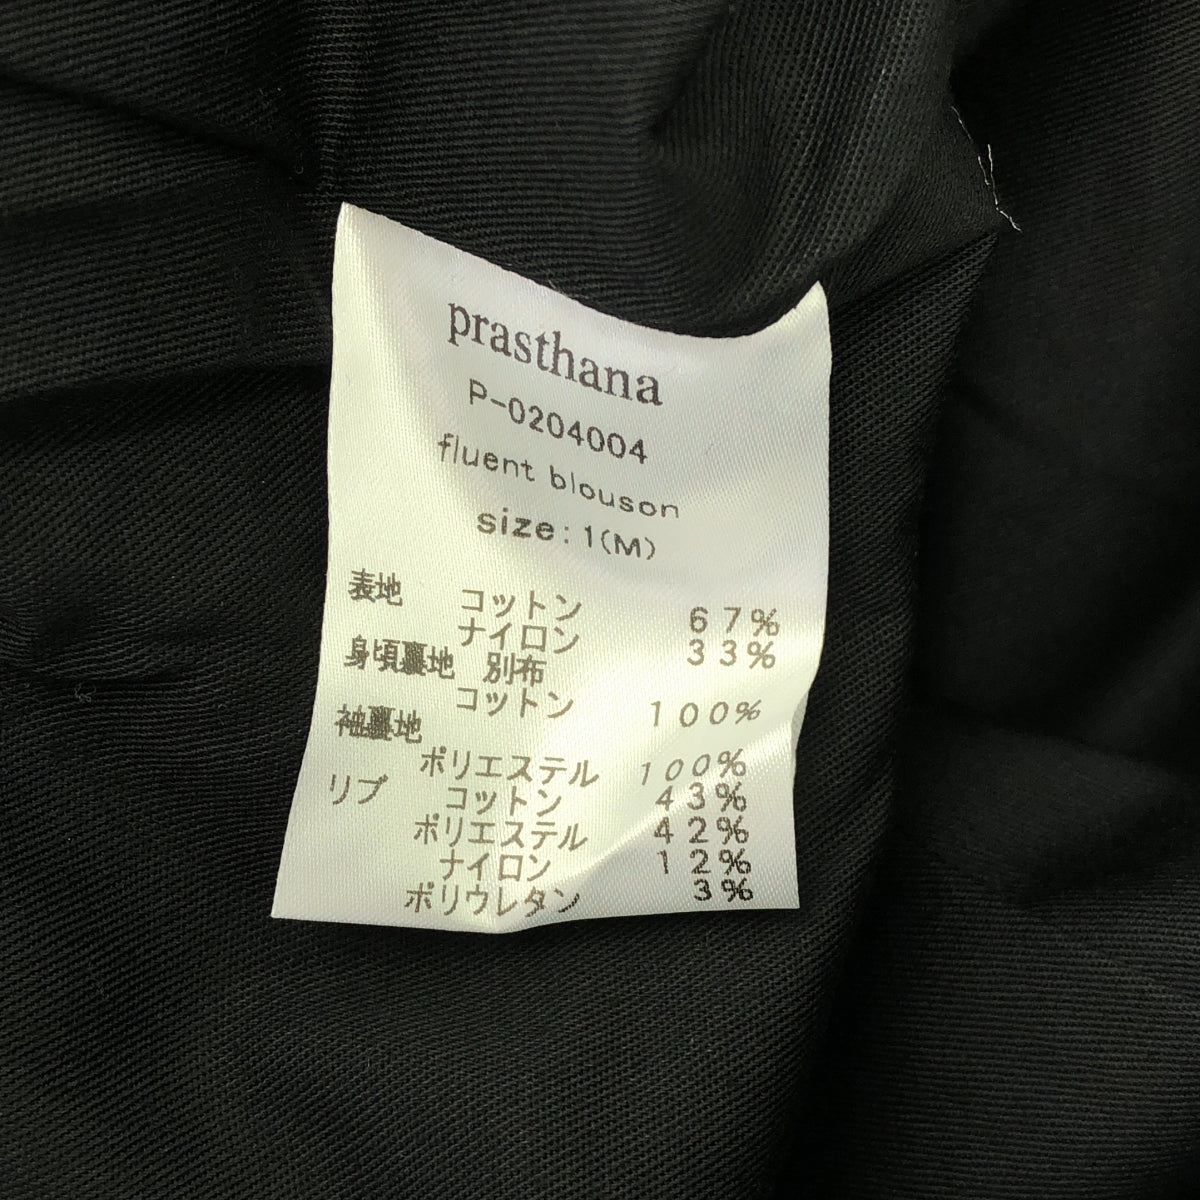 prasthana
P-0204004
fluent blouson
size: 1(M)
表地 コットン 67%
ナイロン 33%
身頃裏地 別布
コットン 100%
袖裏地
ポリエステル 100%
リブ コットン 43%
ポリエステル 42%
ナイロン 12%
ポリウレタン 3%